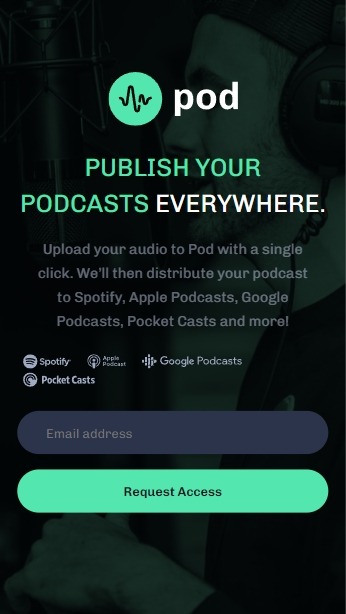 pod
PUBLISH YOUR
PODCASTS EVERYWHERE.
Upload your audio to Pod with a single
click. We’ll then distribute your podcast
to Spotify, Apple Podcasts, Google
Podcasts, Pocket Casts and more!
Spotify Apple Podcast Google Podcasts
Pocket Casts
Email address
Request Access